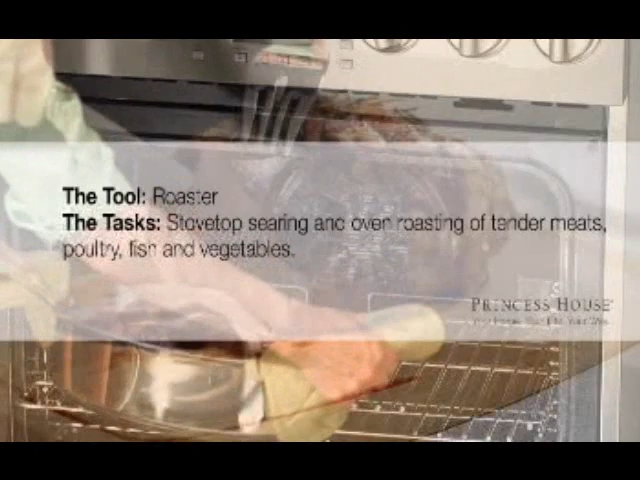 The Tool: Roaster
The Tasks: Stovetop searing and oven roasting of tender meats,
poultry, fish and vegetables.
PRINCESS HOUSE